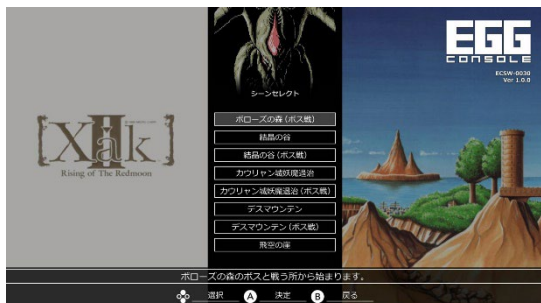 [Xak II]
Rising of The Redmoon
シーンセレクト
ボローズの森(ボス戦)
結晶の谷
結晶の谷(ボス戦)
カウリャン城妖魔退治
カウリャン城妖魔退治(ボス戦)
デスマウンテン
デスマウンテン(ボス戦)
飛空の庫
EGG
CONSOLE
ECSW-0030
Ver 1.0.0
ボローズの森のボスと戦う所から始まります。
選択 A 決定 B 戻る